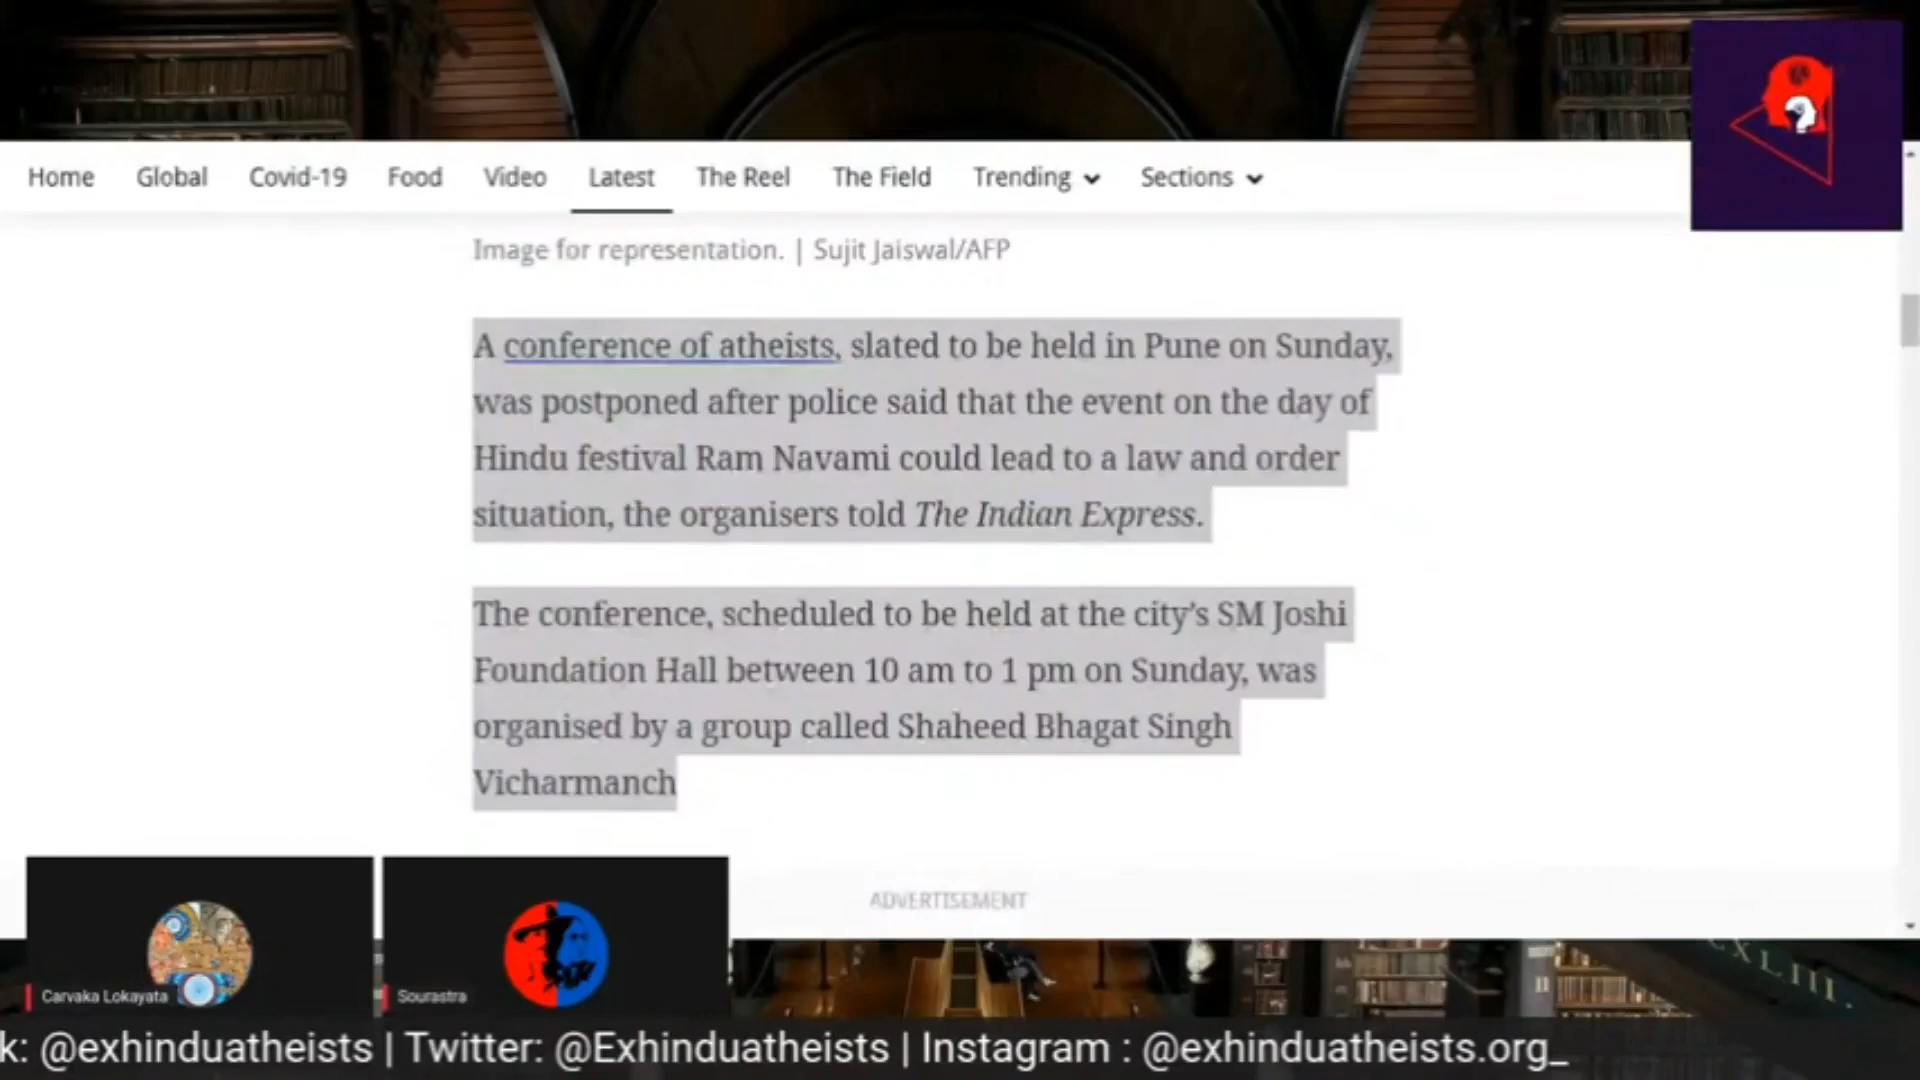 Home Global Covid-19 Food Video Latest The Reel The Field Trending Sections
Image for representation. | Sujit Jaiswal/AFP
A conference of atheists, slated to be held in Pune on Sunday,
was postponed after police said that the event on the day of
Hindu festival Ram Navami could lead to a law and order
situation, the organisers told The Indian Express.
The conference, scheduled to be held at the city's SM Joshi
Foundation Hall between 10 am to 1 pm on Sunday, was
organised by a group called Shaheed Bhagat Singh
Vicharmanch
ADVERTISEMENT
CXLIII.
Carvaka Lokayata
Sourastra
k: @exhinduatheists | Twitter: @Exhinduatheists | Instagram : @exhinduatheists.org_